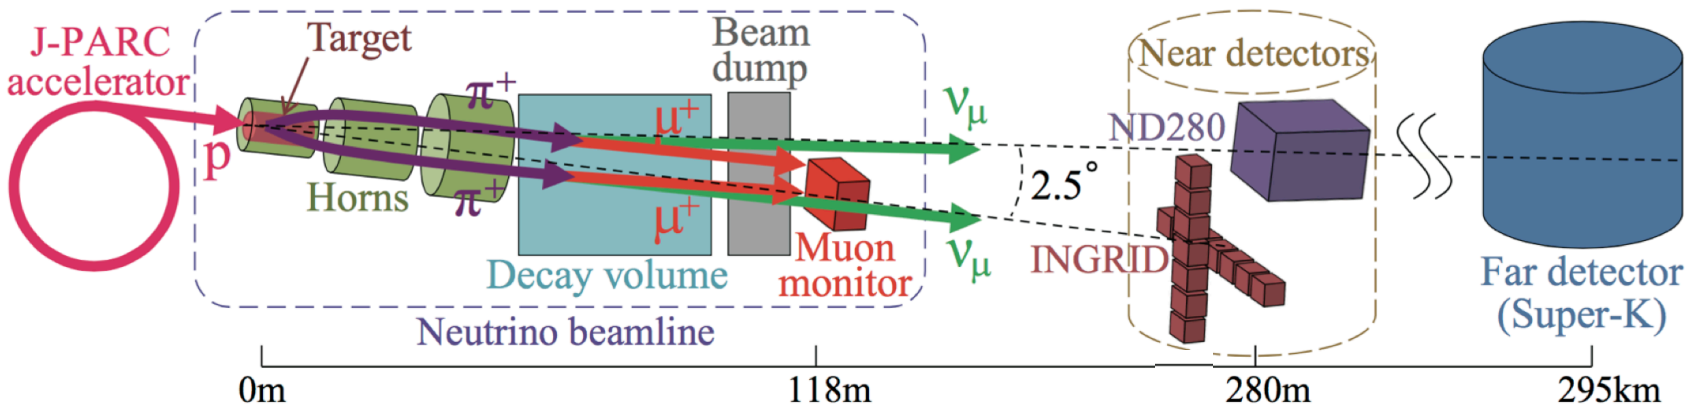 J-PARC
accelerator
Target
p
Horns
π⁺
π⁺
μ⁺
μ⁺
Decay volume
Beam
dump
Muon
monitor
Neutrino beamline
νμ
νμ
2.5°
Near detectors
ND280
INGRID
Far detector
(Super-K)
0m
118m
280m
295km